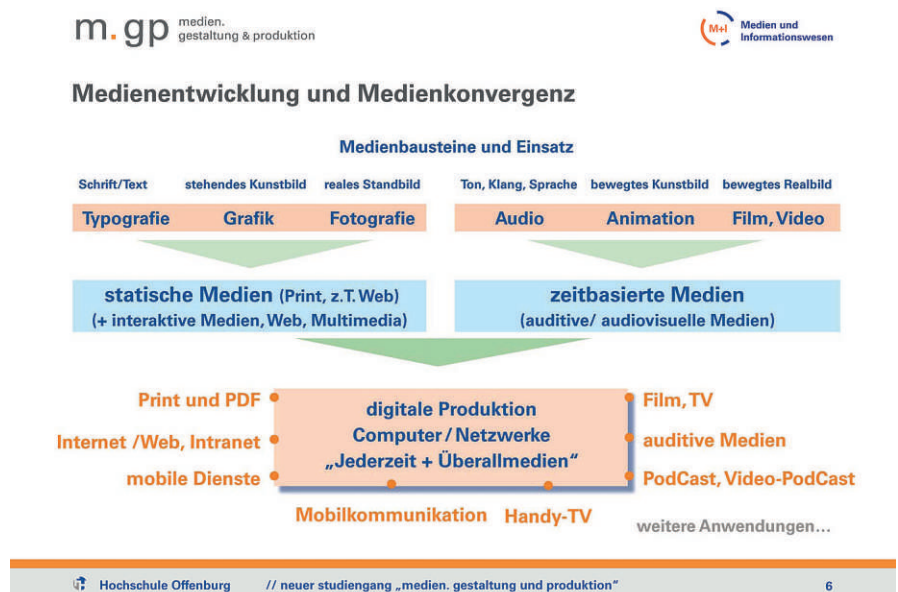 m.gp medien.
gestaltung & produktion
M+I Medien und
Informationswesen
Medienentwicklung und Medienkonvergenz
Medienbausteine und Einsatz
Schrift/Text stehendes Kunstbild reales Standbild Ton, Klang, Sprache bewegtes Kunstbild bewegtes Realbild
Typografie Grafik Fotografie Audio Animation Film, Video
statische Medien (Print, z.T. Web)
(+ interaktive Medien, Web, Multimedia)
zeitbasierte Medien
(auditive/ audiovisuelle Medien)
Print und PDF
Internet /Web, Intranet
mobile Dienste
digitale Produktion
Computer / Netzwerke
„Jederzeit + Überallmedien“
Film, TV
auditive Medien
PodCast, Video-PodCast
Mobilkommunikation Handy-TV
weitere Anwendungen...
Hochschule Offenburg // neuer studiengang „medien. gestaltung und produktion“ 6